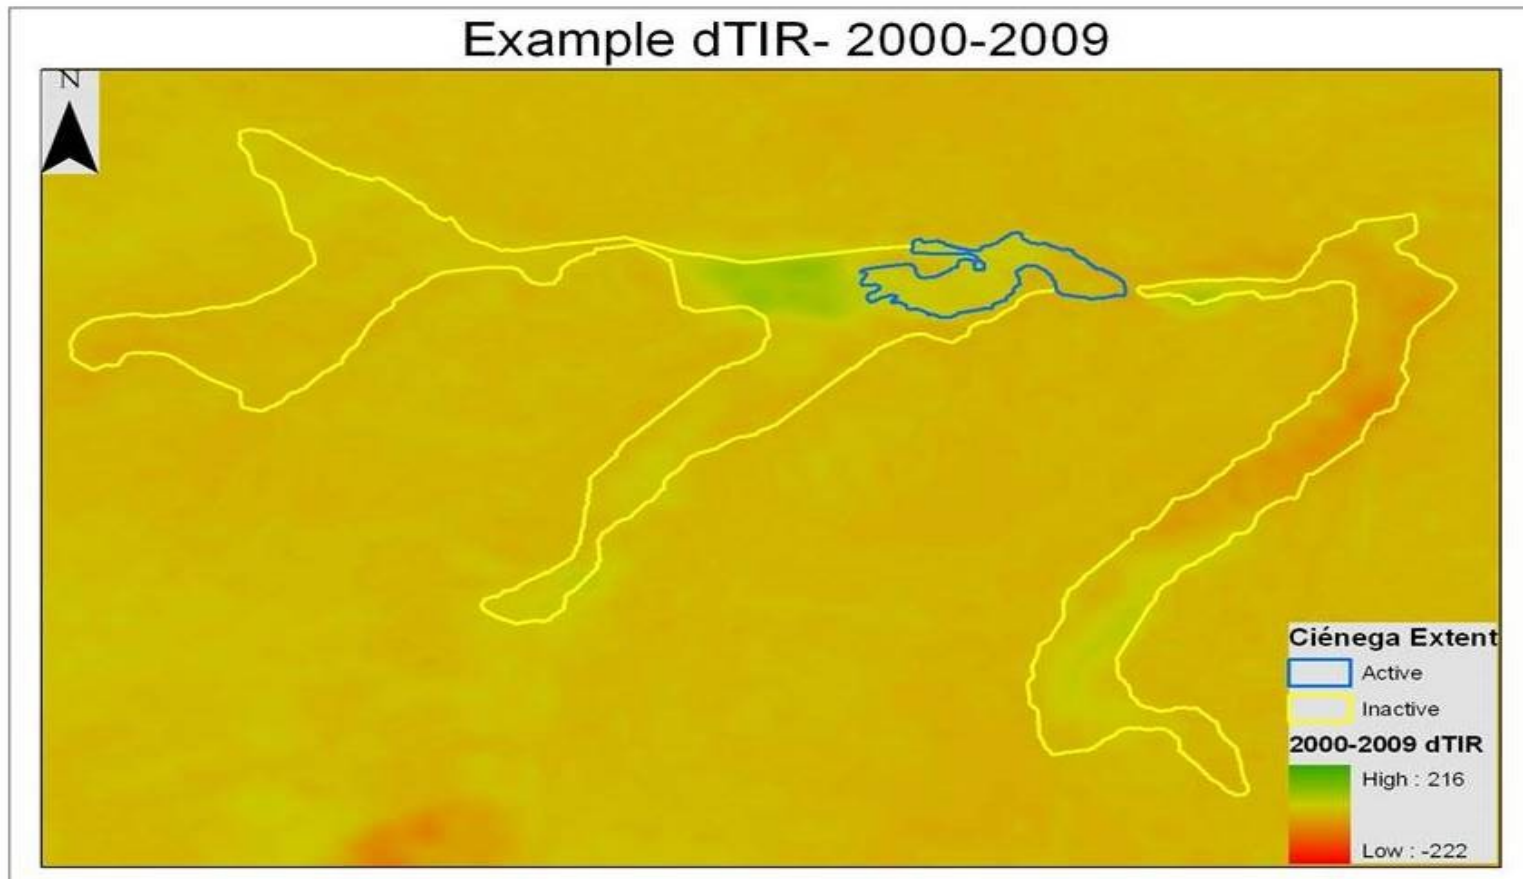 Example dTIR- 2000-2009
N
Ciénega Extent
Active
Inactive
2000-2009 dTIR
High : 216
Low : -222